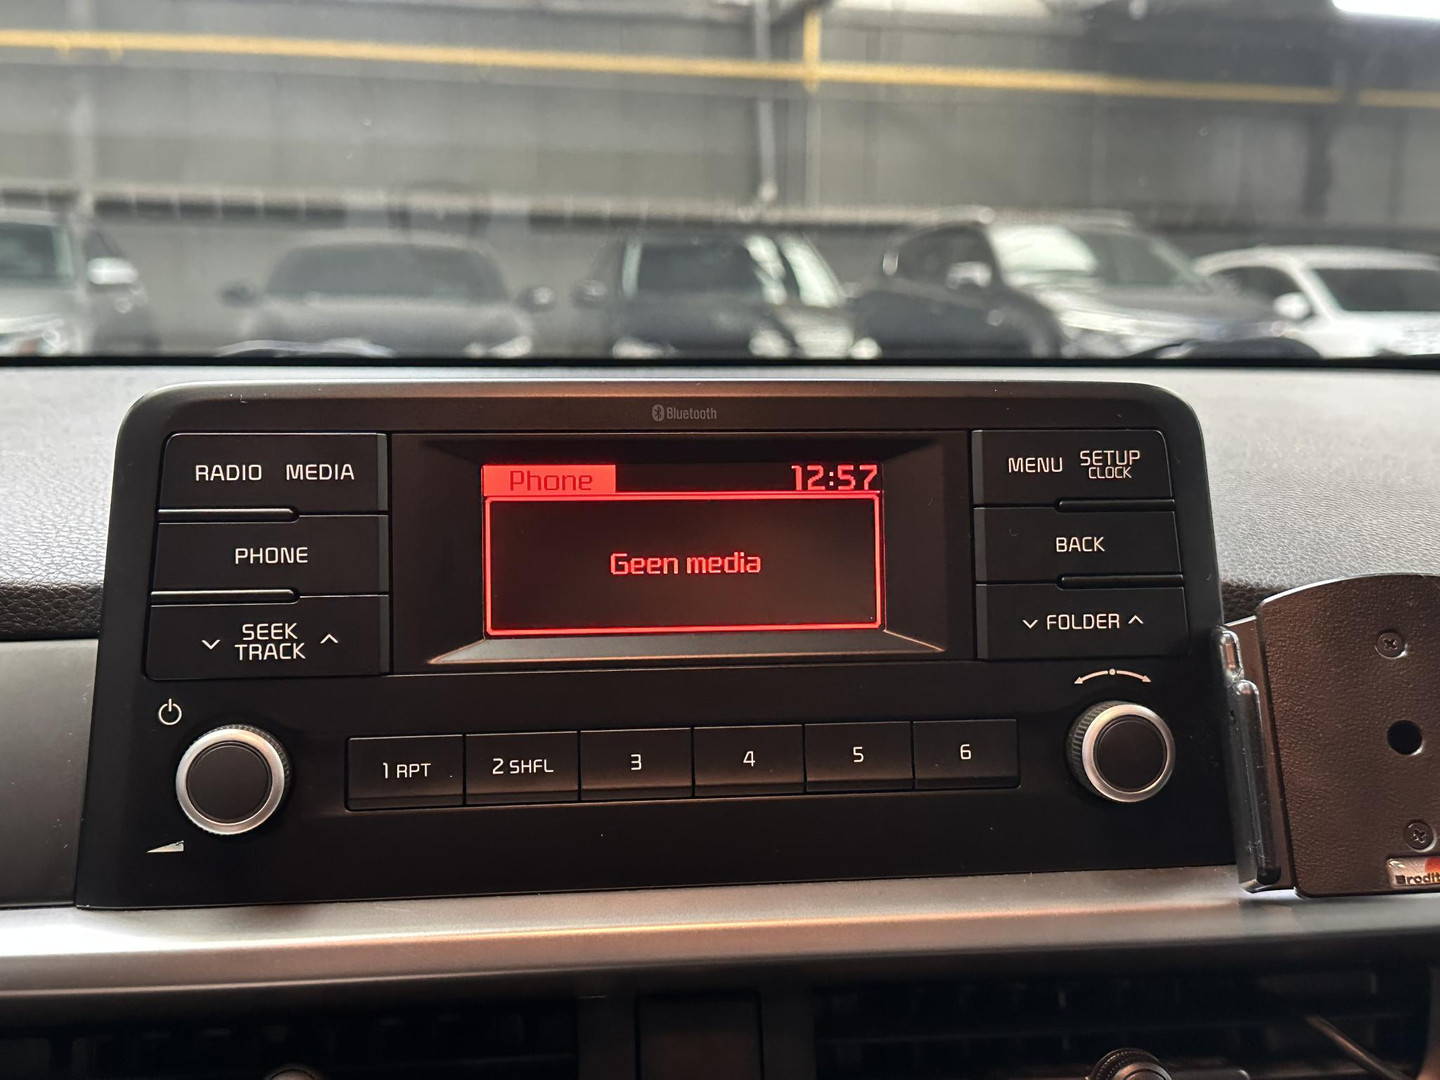 Bluetooth
RADIO MEDIA
PHONE
SEEK
TRACK
Phone 12:57
Geen media
MENU SETUP
CLOCK
BACK
FOLDER
1 RPT 2 SHFL 3 4 5 6
Brodit